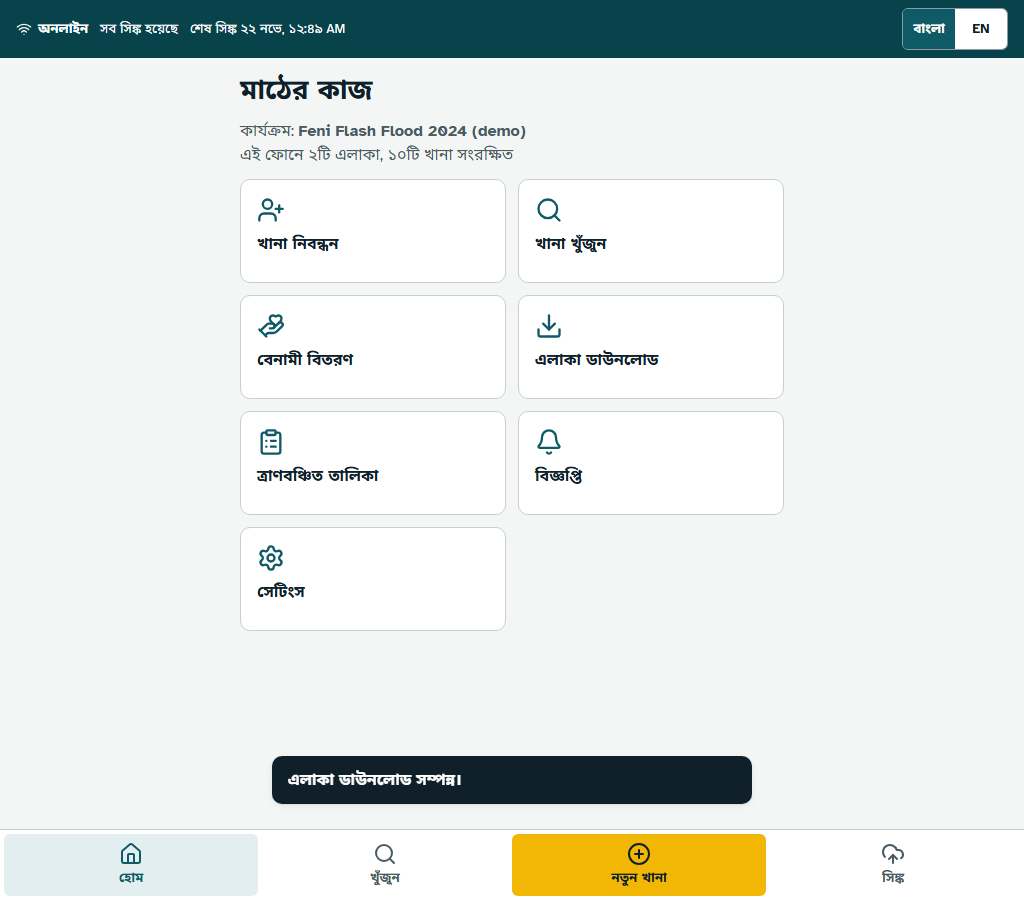 অনলাইন সব সিঙ্ক হয়েছে শেষ সিঙ্ক ২২ নভে, ১২:৪৯ AM
বাংলা EN
মাঠের কাজ
কার্যক্রম: Feni Flash Flood 2024 (demo)
এই ফোনে ২টি এলাকা, ১০টি খানা সংরক্ষিত
খানা নিবন্ধন
খানা খুঁজুন
বেনামী বিতরণ
এলাকা ডাউনলোড
ত্রাণবঞ্চিত তালিকা
বিজ্ঞপ্তি
সেটিংস
এলাকা ডাউনলোড সম্পন্ন।
হোম
খুঁজুন
নতুন খানা
সিঙ্ক